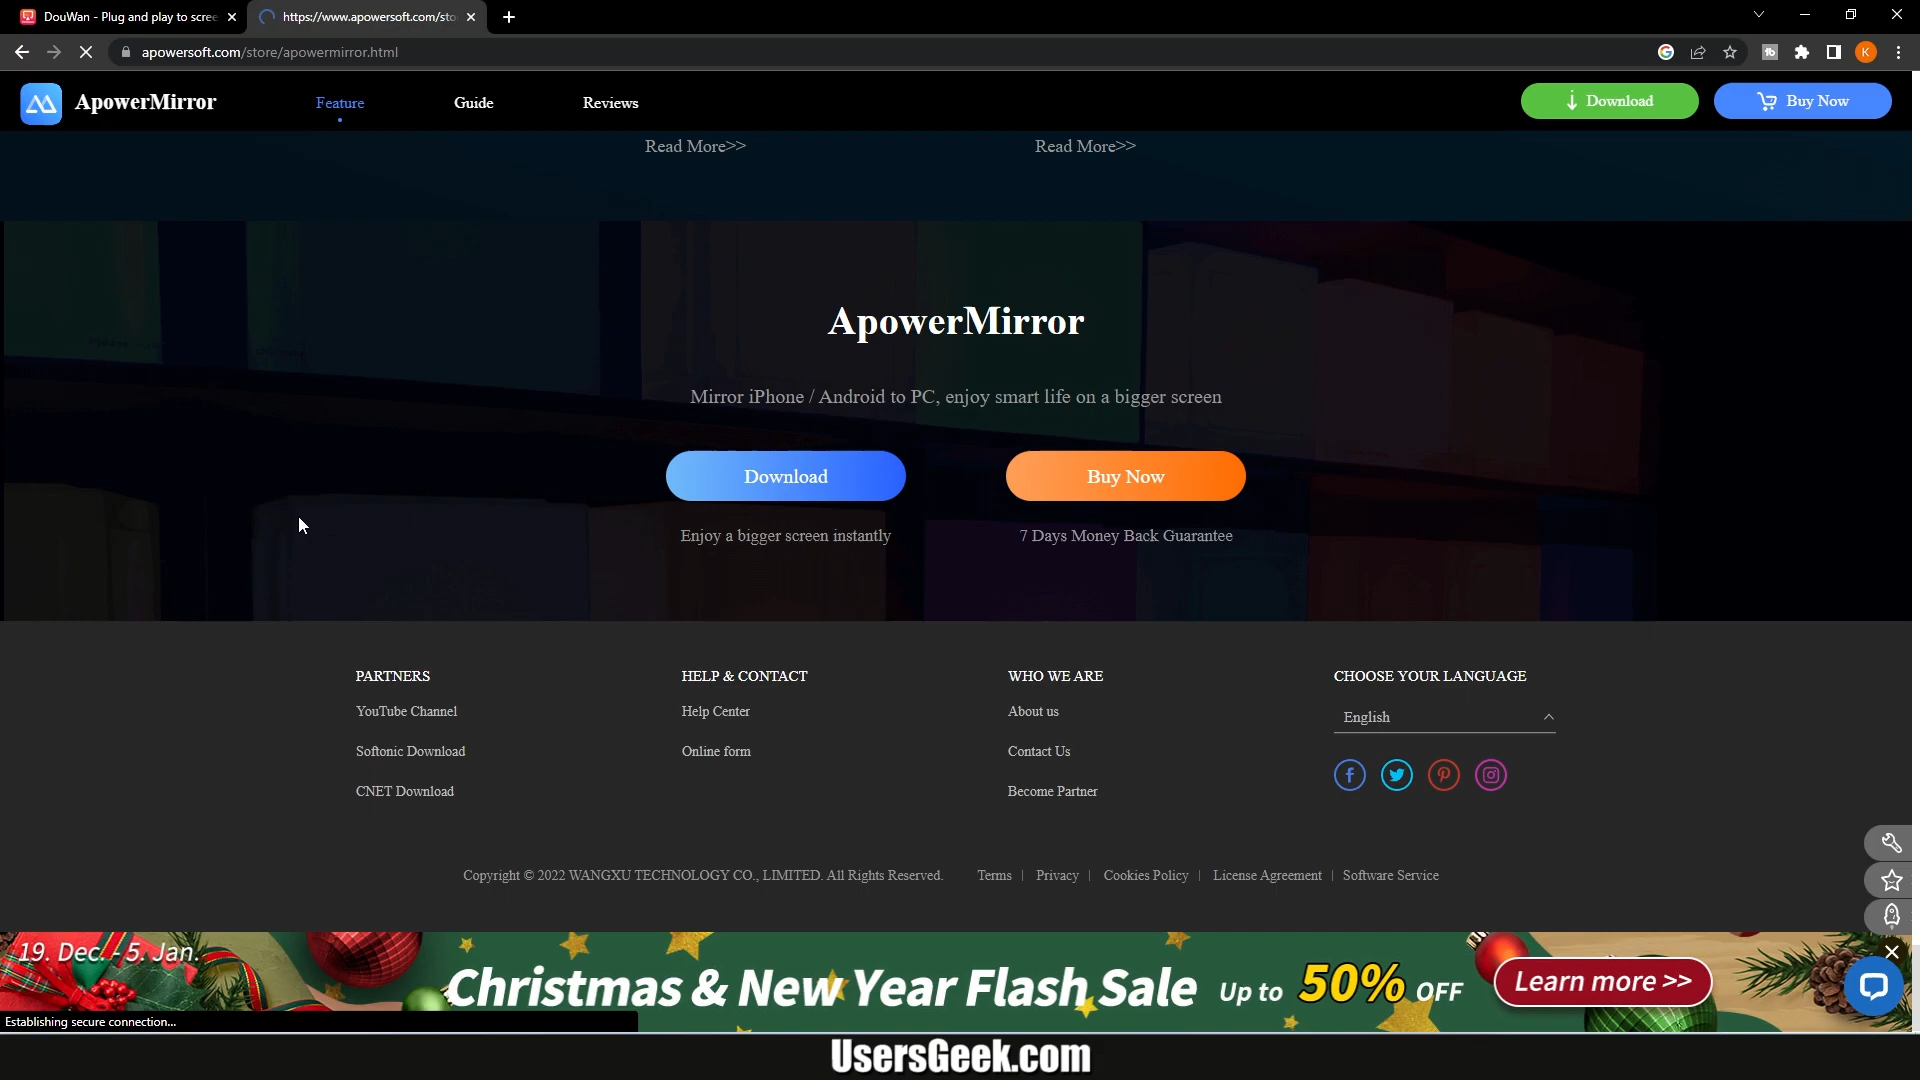 DouWan - Plug and play to scree
https://www.apowersoft.com/sto
apowersoft.com/store/apowermirror.html
K
ApowerMirror
Feature
Guide
Reviews
Download
Buy Now
Read More>>
Read More>>
ApowerMirror
Mirror iPhone / Android to PC, enjoy smart life on a bigger screen
Download
Buy Now
Enjoy a bigger screen instantly
7 Days Money Back Guarantee
PARTNERS
YouTube Channel
Softonic Download
CNET Download
HELP & CONTACT
Help Center
Online form
WHO WE ARE
About us
Contact Us
Become Partner
CHOOSE YOUR LANGUAGE
English
Copyright © 2022 WANGXU TECHNOLOGY CO., LIMITED. All Rights Reserved.
Terms | Privacy | Cookies Policy | License Agreement | Software Service
19. Dec. - 5. Jan.
Christmas & New Year Flash Sale Up to 50% OFF
Learn more >>
Establishing secure connection...
UsersGeek.com